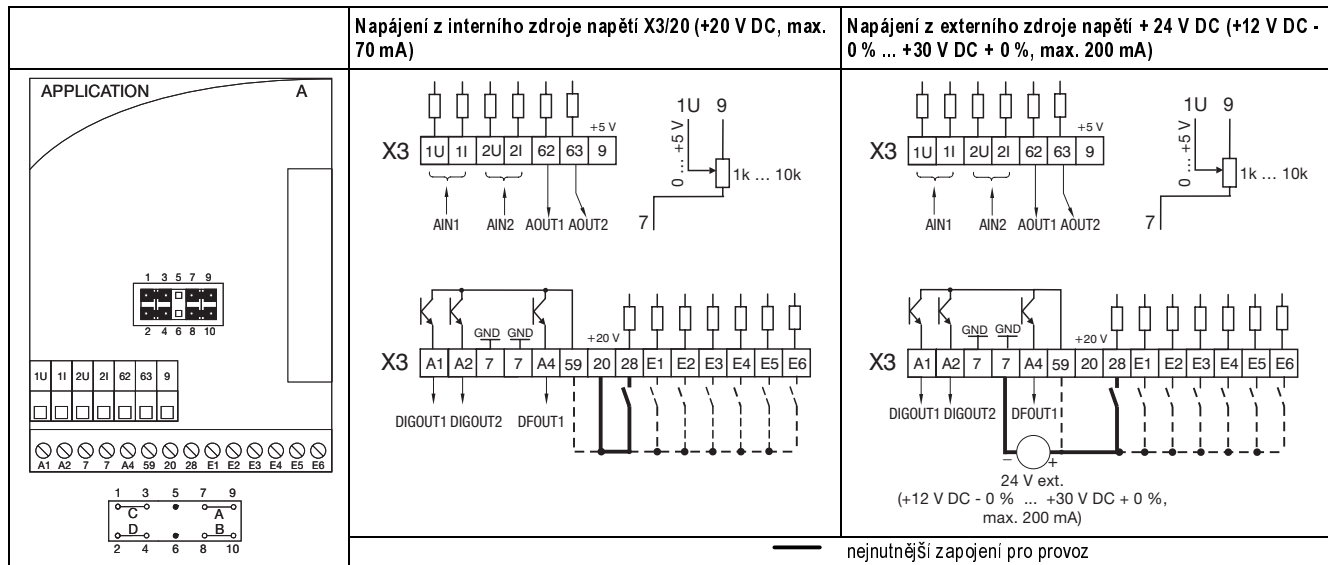 Napájení z interního zdroje napětí X3/20 (+20 V DC, max.
70 mA)
Napájení z externího zdroje napětí + 24 V DC (+12 V DC -
0 % ... +30 V DC + 0 %, max. 200 mA)
APPLICATION A
1 3 5 7 9
2 4 6 8 10
1U 1I 2U 2I 62 63 9
A1 A2 7 7 A4 59 20 28 E1 E2 E3 E4 E5 E6
1 3 5 7 9
C A
D B
2 4 6 8 10
+5 V
X3 1U 1I 2U 2I 62 63 9
AIN1 AIN2 AOUT1 AOUT2
1U 9
0 ... +5 V
1k ... 10k
7
GND GND +20 V
X3 A1 A2 7 7 A4 59 20 28 E1 E2 E3 E4 E5 E6
DIGOUT1 DIGOUT2 DFOUT1
+5 V
X3 1U 1I 2U 2I 62 63 9
AIN1 AIN2 AOUT1 AOUT2
1U 9
0 ... +5 V
1k ... 10k
7
GND GND +20 V
X3 A1 A2 7 7 A4 59 20 28 E1 E2 E3 E4 E5 E6
DIGOUT1 DIGOUT2 DFOUT1
− +
24 V ext.
(+12 V DC - 0 % ... +30 V DC + 0 %,
max. 200 mA)
nejnutnější zapojení pro provoz